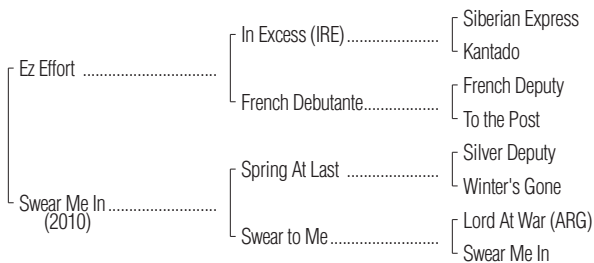 Siberian Express
In Excess (IRE)
Kantado
Ez Effort
French Deputy
French Debutante
To the Post
Silver Deputy
Spring At Last
Winter's Gone
Swear Me In
(2010)
Lord At War (ARG)
Swear to Me
Swear Me In